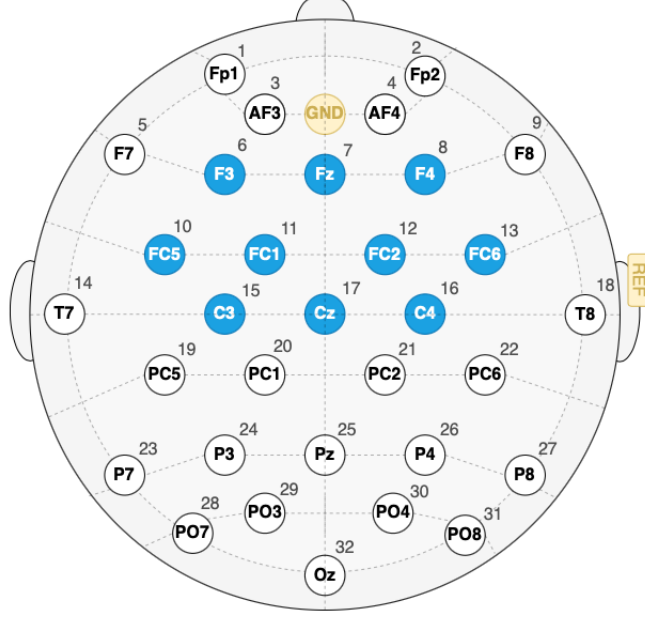 1
2
Fp1
Fp2
3
4
AF3
GND
AF4
5
9
F7
F8
6
7
8
F3
Fz
F4
10
11
12
13
FC5
FC1
FC2
FC6
REF
14
15
17
16
18
T7
C3
Cz
C4
T8
19
20
21
22
PC5
PC1
PC2
PC6
23
24
25
26
27
P7
P3
Pz
P4
P8
28
29
30
31
PO7
PO3
PO4
PO8
32
Oz